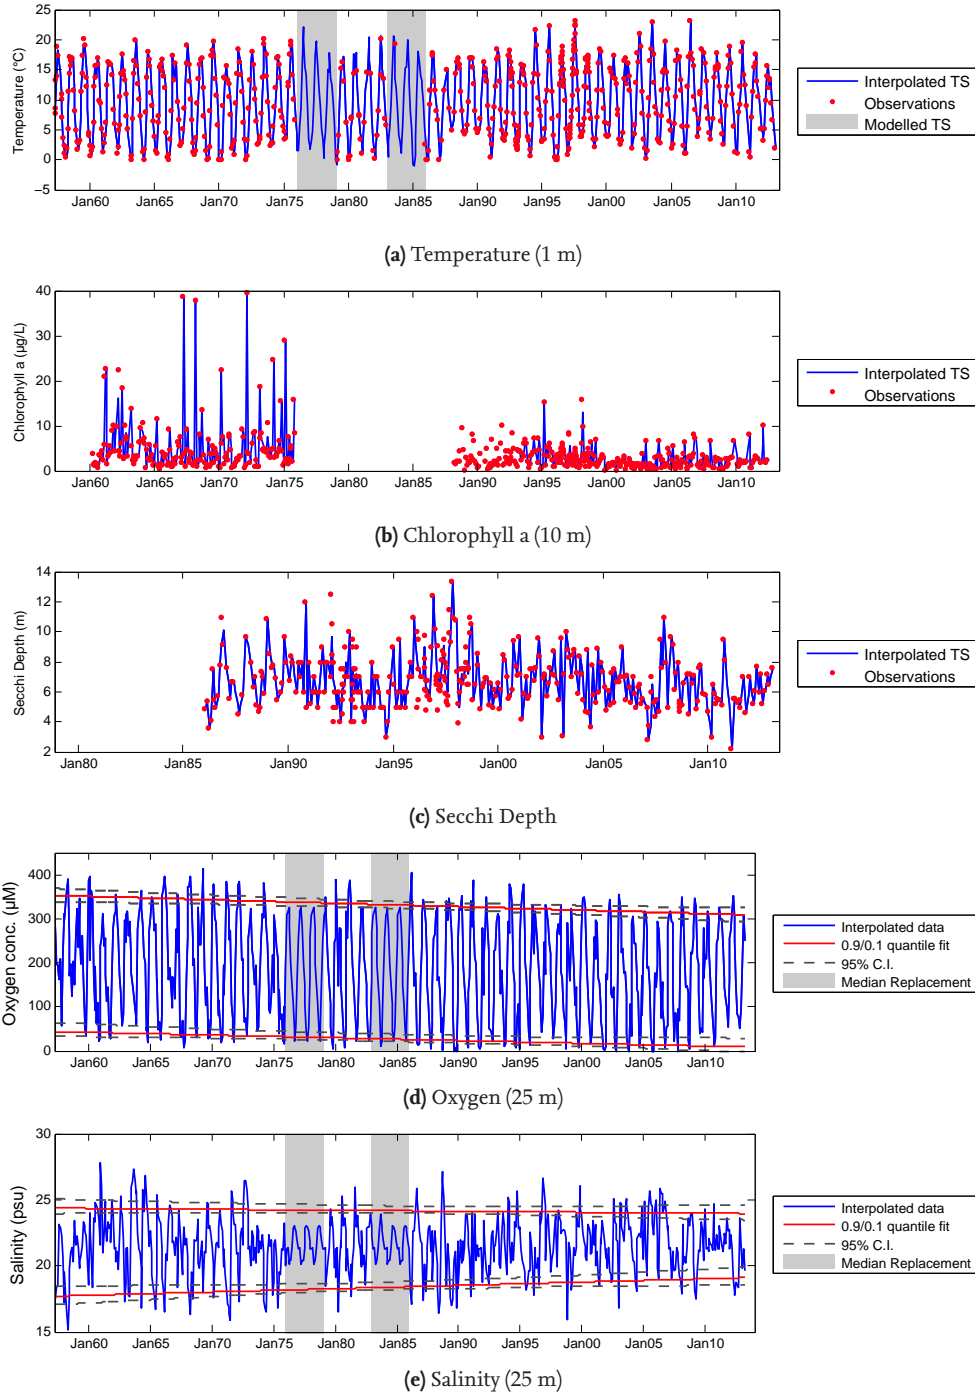 25
20
15
10
5
0
−5
Temperature (°C)
Jan60 Jan65 Jan70 Jan75 Jan80 Jan85 Jan90 Jan95 Jan00 Jan05 Jan10
Interpolated TS
Observations
Modelled TS
(a) Temperature (1 m)
40
30
20
10
0
Chlorophyll a (µg/L)
Jan60 Jan65 Jan70 Jan75 Jan80 Jan85 Jan90 Jan95 Jan00 Jan05 Jan10
Interpolated TS
Observations
(b) Chlorophyll a (10 m)
14
12
10
8
6
4
2
Secchi Depth (m)
Jan80 Jan85 Jan90 Jan95 Jan00 Jan05 Jan10
Interpolated TS
Observations
(c) Secchi Depth
400
300
200
100
0
Oxygen conc. (µM)
Jan60 Jan65 Jan70 Jan75 Jan80 Jan85 Jan90 Jan95 Jan00 Jan05 Jan10
Interpolated data
0.9/0.1 quantile fit
95% C.I.
Median Replacement
(d) Oxygen (25 m)
30
25
20
15
Salinity (psu)
Jan60 Jan65 Jan70 Jan75 Jan80 Jan85 Jan90 Jan95 Jan00 Jan05 Jan10
Interpolated data
0.9/0.1 quantile fit
95% C.I.
Median Replacement
(e) Salinity (25 m)